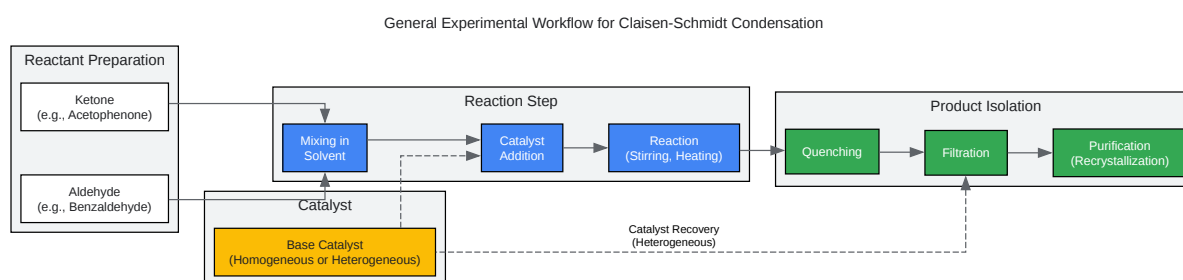 General Experimental Workflow for Claisen-Schmidt Condensation
Reactant Preparation
Ketone
(e.g., Acetophenone)
Aldehyde
(e.g., Benzaldehyde)
Reaction Step
Mixing in
Solvent
Catalyst
Addition
Reaction
(Stirring, Heating)
Catalyst
Base Catalyst
(Homogeneous or Heterogeneous)
Product Isolation
Quenching
Filtration
Purification
(Recrystallization)
Catalyst Recovery
(Heterogeneous)